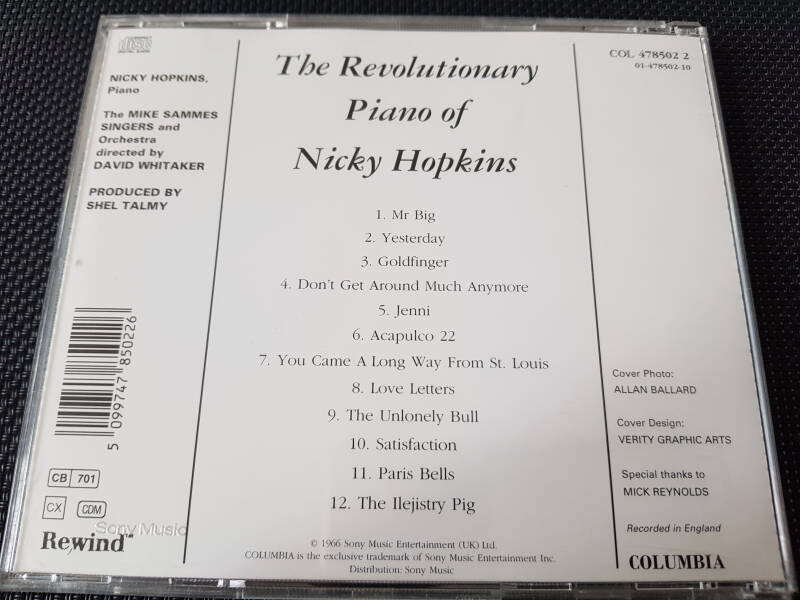 COMPACT
disc
DIGITAL AUDIO
NICKY HOPKINS,
Piano
The MIKE SAMMES
SINGERS and
Orchestra
directed by
DAVID WHITAKER
PRODUCED BY
SHEL TALMY
5 099747 850226
CB 701
CX CDM
Sony Music
Rewind™
The Revolutionary
Piano of
Nicky Hopkins
1. Mr Big
2. Yesterday
3. Goldfinger
4. Don't Get Around Much Anymore
5. Jenni
6. Acapulco 22
7. You Came A Long Way From St. Louis
8. Love Letters
9. The Unlonely Bull
10. Satisfaction
11. Paris Bells
12. The Ilejistry Pig
© 1966 Sony Music Entertainment (UK) Ltd.
COLUMBIA is the exclusive trademark of Sony Music Entertainment Inc.
Distribution: Sony Music
COL 478502 2
01-478502-10
Cover Photo:
ALLAN BALLARD
Cover Design:
VERITY GRAPHIC ARTS
Special thanks to
MICK REYNOLDS
Recorded in England
COLUMBIA